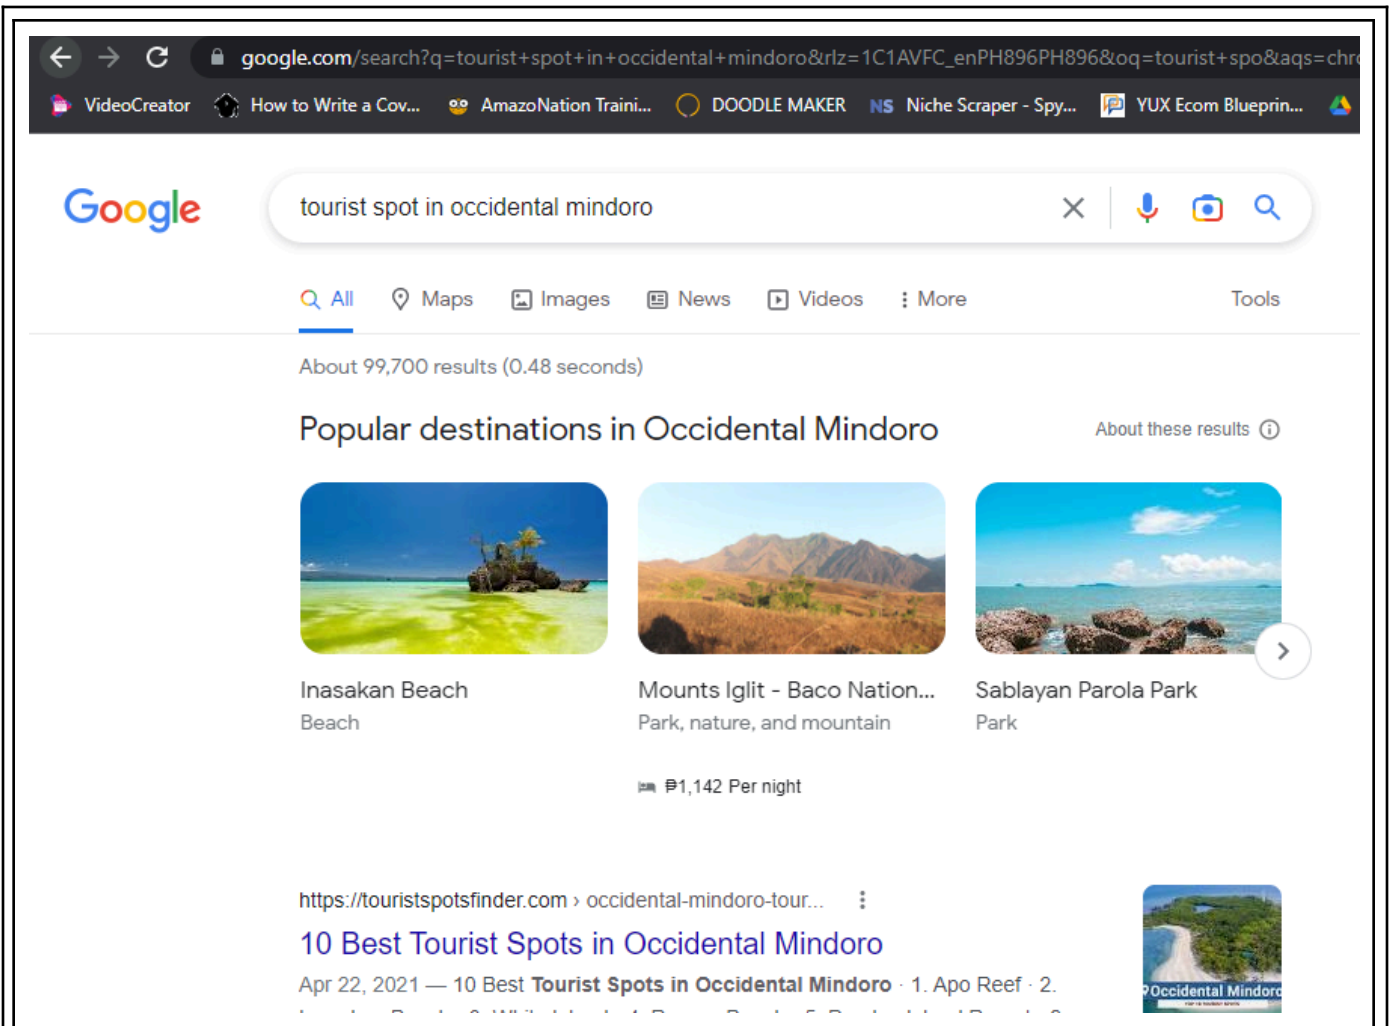 google.com/search?q=tourist+spot+in+occidental+mindoro&rlz=1C1AVFC_enPH896PH896&oq=tourist+spo&aqs=chro
VideoCreator How to Write a Cov... AmazoNation Traini... DOODLE MAKER NS Niche Scraper - Spy... YUX Ecom Blueprin...
Google tourist spot in occidental mindoro
All Maps Images News Videos More Tools
About 99,700 results (0.48 seconds)
Popular destinations in Occidental Mindoro About these results
Inasakan Beach Mounts Iglit - Baco Nation... Sablayan Parola Park
Beach Park, nature, and mountain Park
₱1,142 Per night
https://touristspotsfinder.com › occidental-mindoro-tour...
10 Best Tourist Spots in Occidental Mindoro
Apr 22, 2021 — 10 Best Tourist Spots in Occidental Mindoro · 1. Apo Reef · 2.
Occidental Mindoro
TOP 10 TOURIST SPOTS